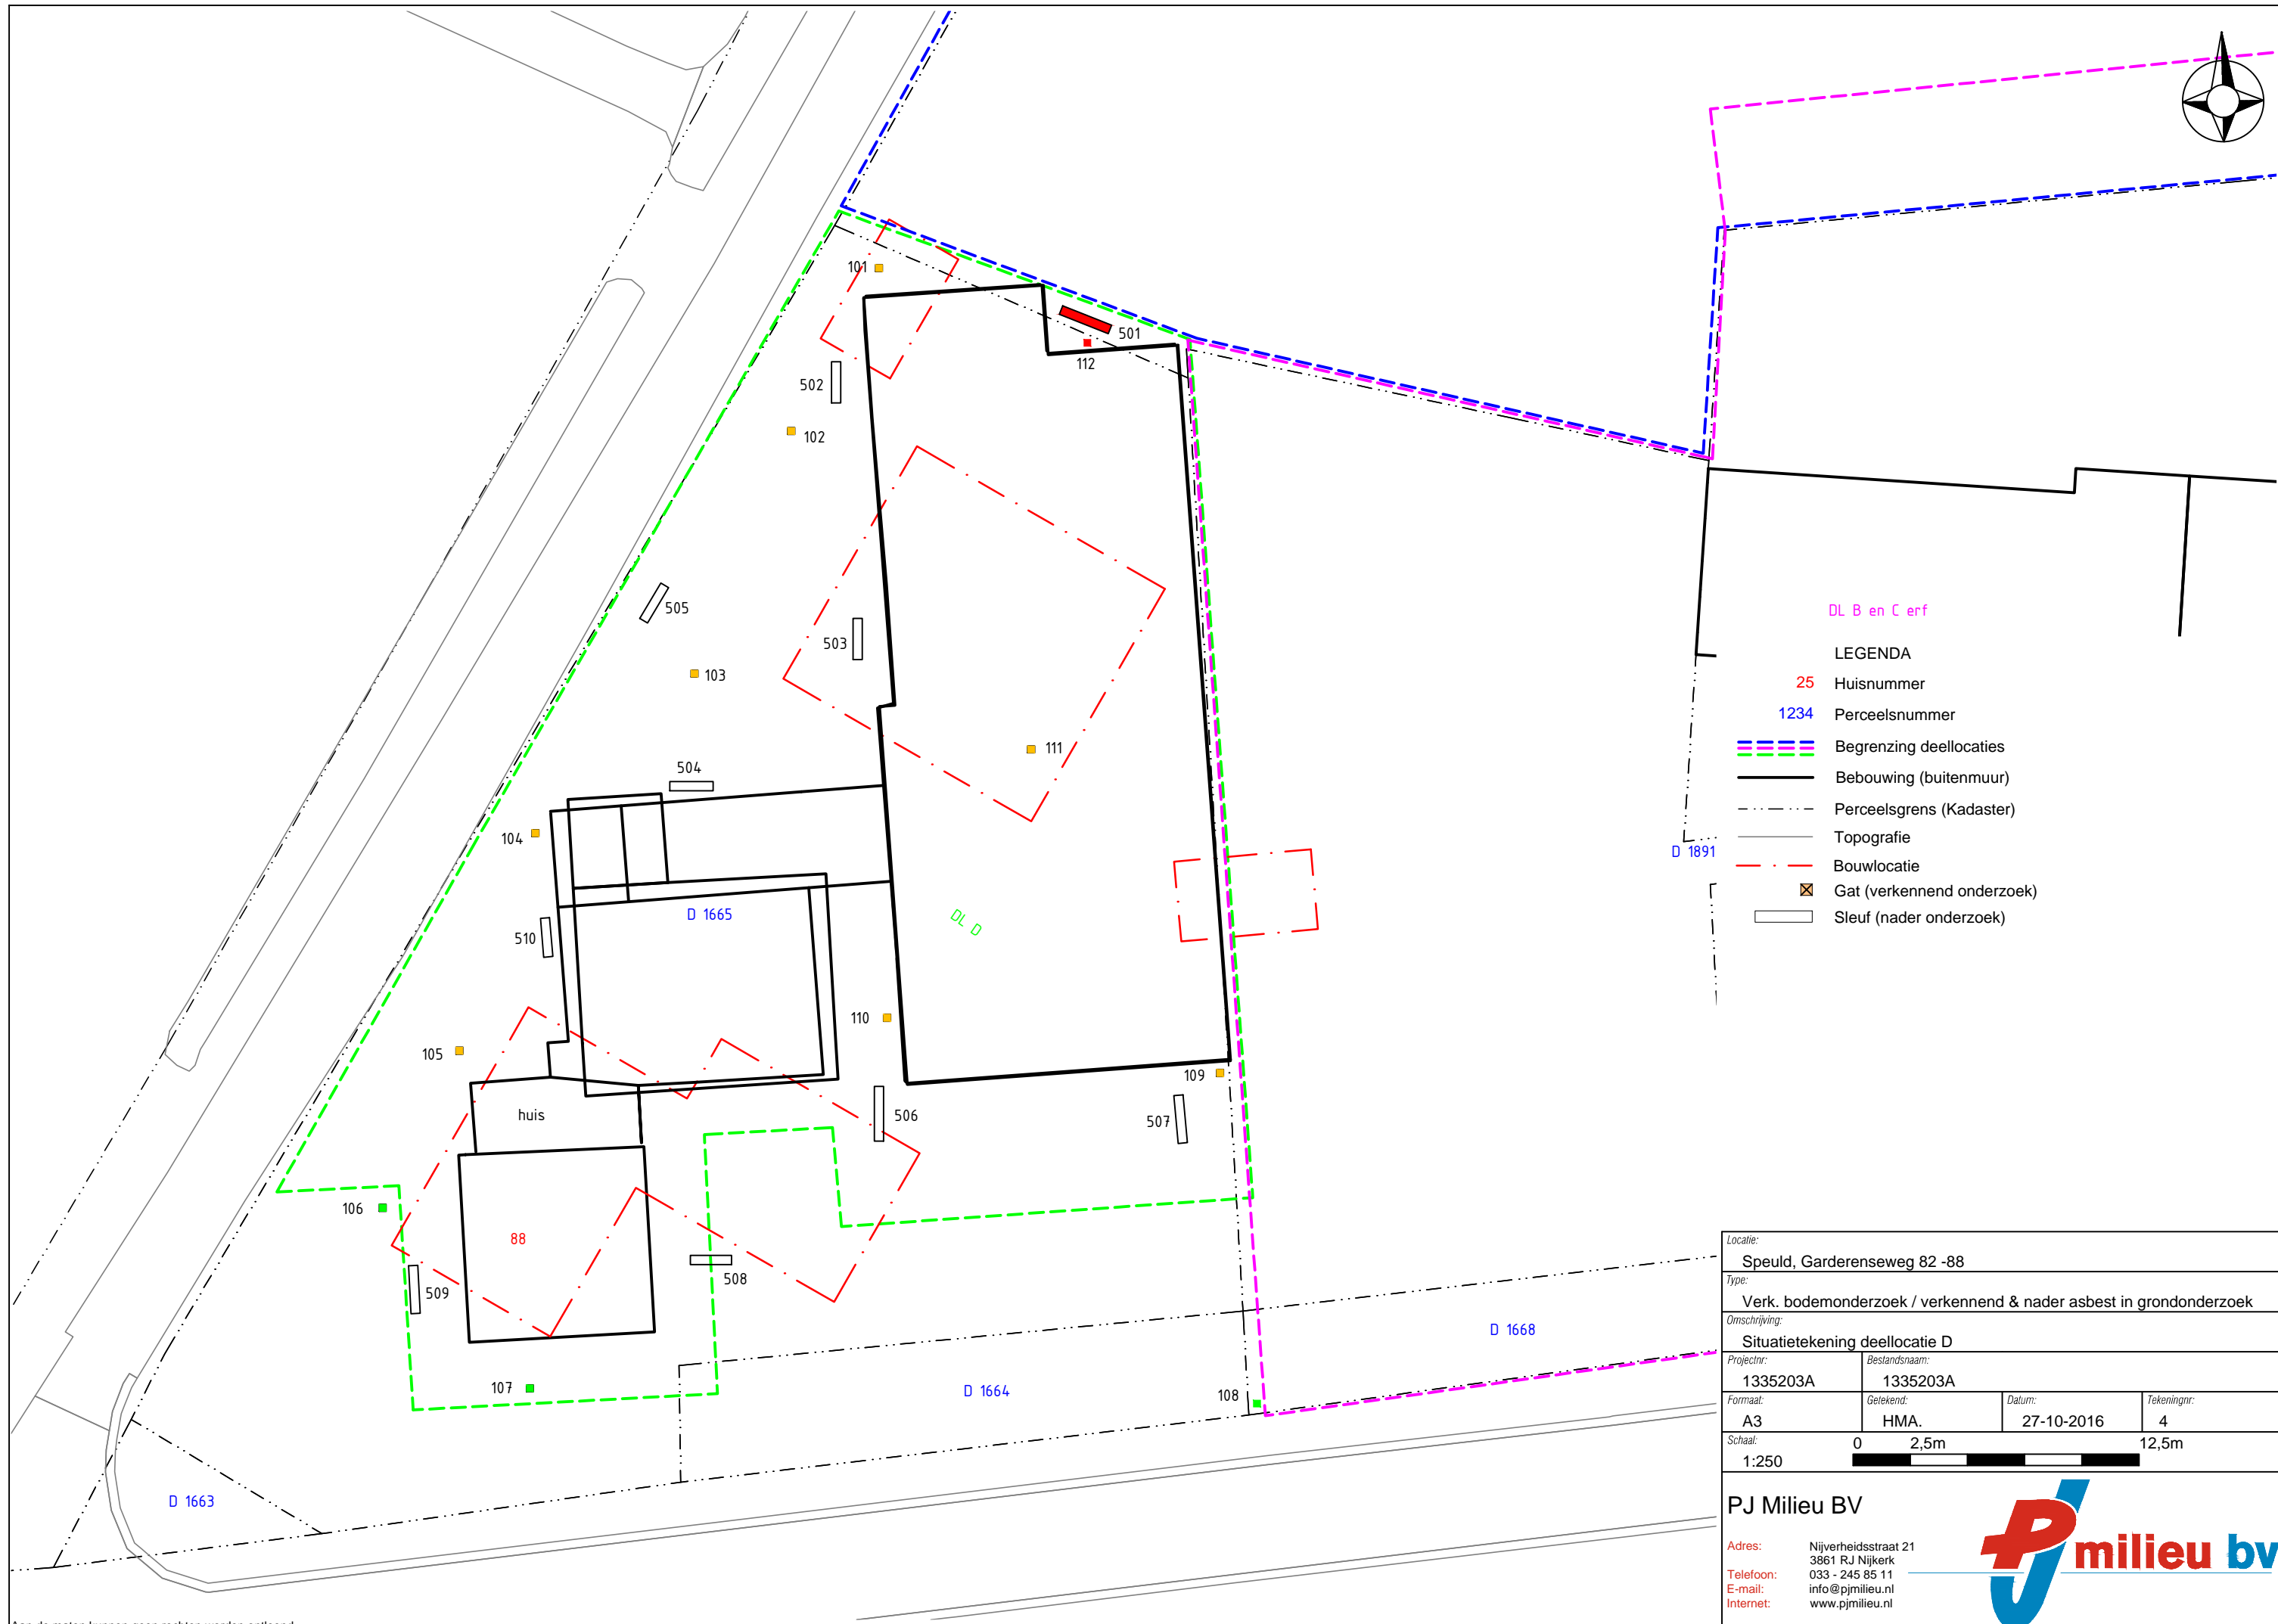 101
501
112
502
102
505
503
103
DL B en C erf
LEGENDA
25 Huisnummer
1234 Perceelsnummer
Begrenzing deellocaties
Bebouwing (buitenmuur)
Perceelsgrens (Kadaster)
Topografie
Bouwlocatie
Gat (verkennend onderzoek)
Sleuf (nader onderzoek)
111
504
104
D 1891
D 1665
DL D
510
110
105
109
huis
506
507
106
88
509
508
107
D 1664
108
D 1668
D 1663
Locatie:
Speuld, Garderenseweg 82 -88
Type:
Verk. bodemonderzoek / verkennend & nader asbest in grondonderzoek
Omschrijving:
Situatietekening deellocatie D
Projectnr: Bestandsnaam:
1335203A 1335203A
Formaat: Getekend: Datum: Tekeningnr:
A3 HMA. 27-10-2016 4
Schaal: 0 2,5m 12,5m
1:250
PJ Milieu BV
PJ milieu bv
Adres: Nijverheidsstraat 21
3861 RJ Nijkerk
Telefoon: 033 - 245 85 11
E-mail: info@pjmilieu.nl
Internet: www.pjmilieu.nl